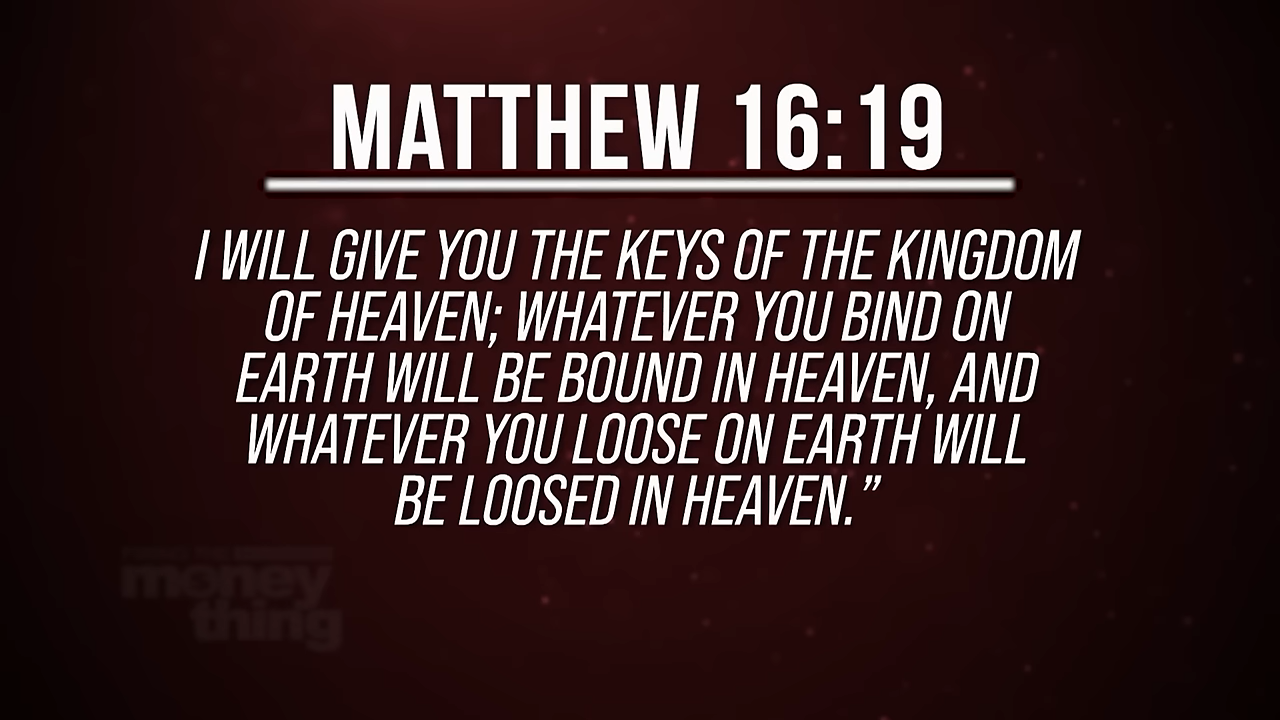 MATTHEW 16:19
I WILL GIVE YOU THE KEYS OF THE KINGDOM
OF HEAVEN; WHATEVER YOU BIND ON
EARTH WILL BE BOUND IN HEAVEN, AND
WHATEVER YOU LOOSE ON EARTH WILL
BE LOOSED IN HEAVEN.”
money
thing